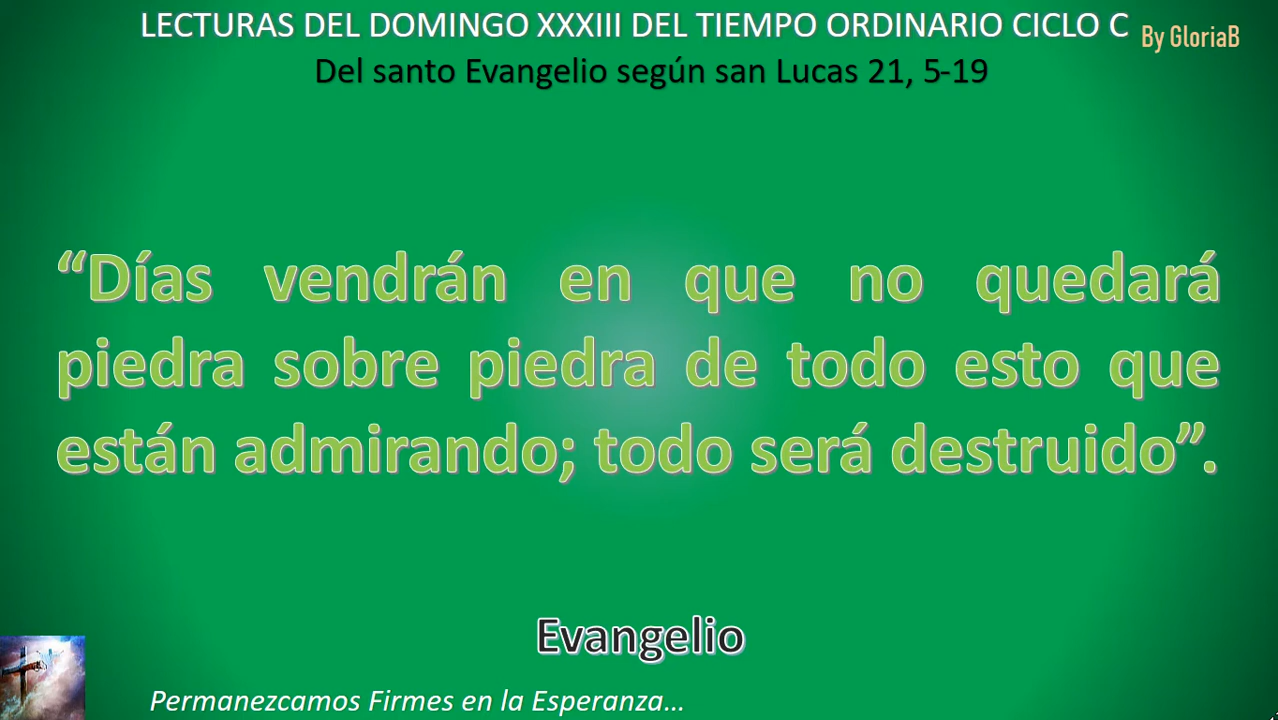 LECTURAS DEL DOMINGO XXXIII DEL TIEMPO ORDINARIO CICLO C
By GloriaB
Del santo Evangelio según san Lucas 21, 5-19
“Días vendrán en que no quedará
piedra sobre piedra de todo esto que
están admirando; todo será destruido”.
Evangelio
Permanezcamos Firmes en la Esperanza...